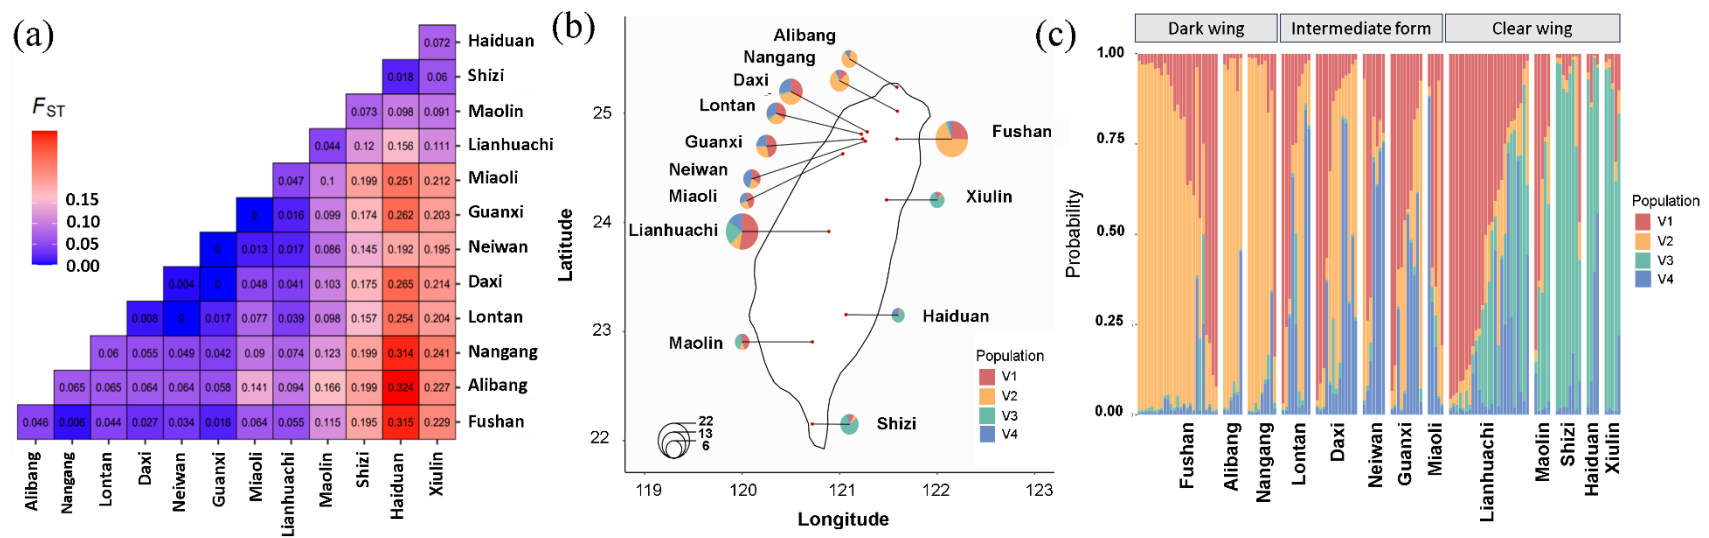 (a)
0.072 Haiduan
0.018 0.06 Shizi
0.073 0.098 0.091 Maolin
0.044 0.12 0.156 0.111 Lianhuachi
0.047 0.1 0.199 0.251 0.212 Miaoli
0 0.016 0.099 0.174 0.262 0.203 Guanxi
0 0.013 0.017 0.086 0.145 0.192 0.195 Neiwan
0.004 0 0.048 0.041 0.103 0.175 0.265 0.214 Daxi
0.008 0 0.017 0.077 0.039 0.098 0.157 0.254 0.204 Lontan
0.06 0.055 0.049 0.042 0.09 0.074 0.123 0.199 0.314 0.241 Nangang
0.065 0.065 0.064 0.064 0.058 0.141 0.094 0.166 0.199 0.324 0.227 Alibang
0.046 0.006 0.044 0.027 0.034 0.016 0.064 0.055 0.115 0.195 0.315 0.229 Fushan
Alibang Nangang Lontan Daxi Neiwan Guanxi Miaoli Lianhuachi Maolin Shizi Haiduan Xiulin
FST
0.15
0.10
0.05
0.00
(b)
Alibang
Nangang
Daxi
Lontan
Guanxi
Neiwan
Miaoli
Lianhuachi
Maolin
Fushan
Xiulin
Haiduan
Shizi
25
24
23
22
Latitude
119 120 121 122 123
Longitude
22
13
6
Population
V1
V2
V3
V4
(c)
Dark wing Intermediate form Clear wing
1.00
0.75
0.50
0.25
0.00
Probability
Fushan Alibang Nangang Lontan Daxi Neiwan Guanxi Miaoli Lianhuachi Maolin Shizi Haiduan Xiulin
Population
V1
V2
V3
V4